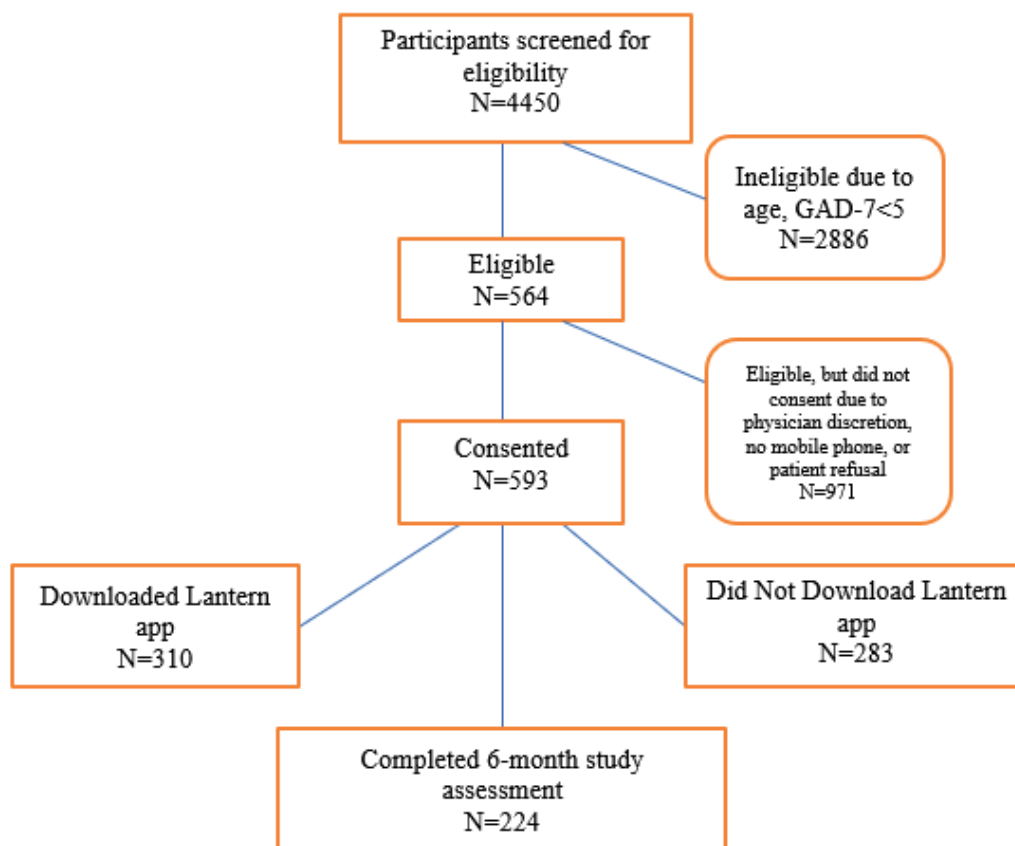 Participants screened for
eligibility
N=4450
Ineligible due to
age, GAD-7<5
N=2886
Eligible
N=564
Eligible, but did not
consent due to
physician discretion,
no mobile phone, or
patient refusal
N=971
Consented
N=593
Downloaded Lantern
app
N=310
Did Not Download Lantern
app
N=283
Completed 6-month study
assessment
N=224